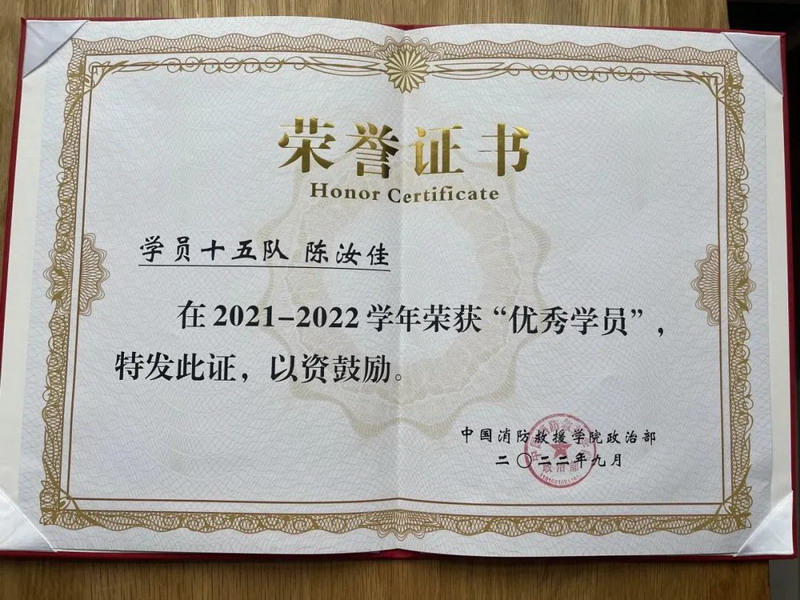 荣誉证书
Honor Certificate
学员十五队 陈汝佳
在2021-2022学年荣获“优秀学员”,
特发此证,以资鼓励。
中国消防救援学院政治部
二〇二二年九月
政治部